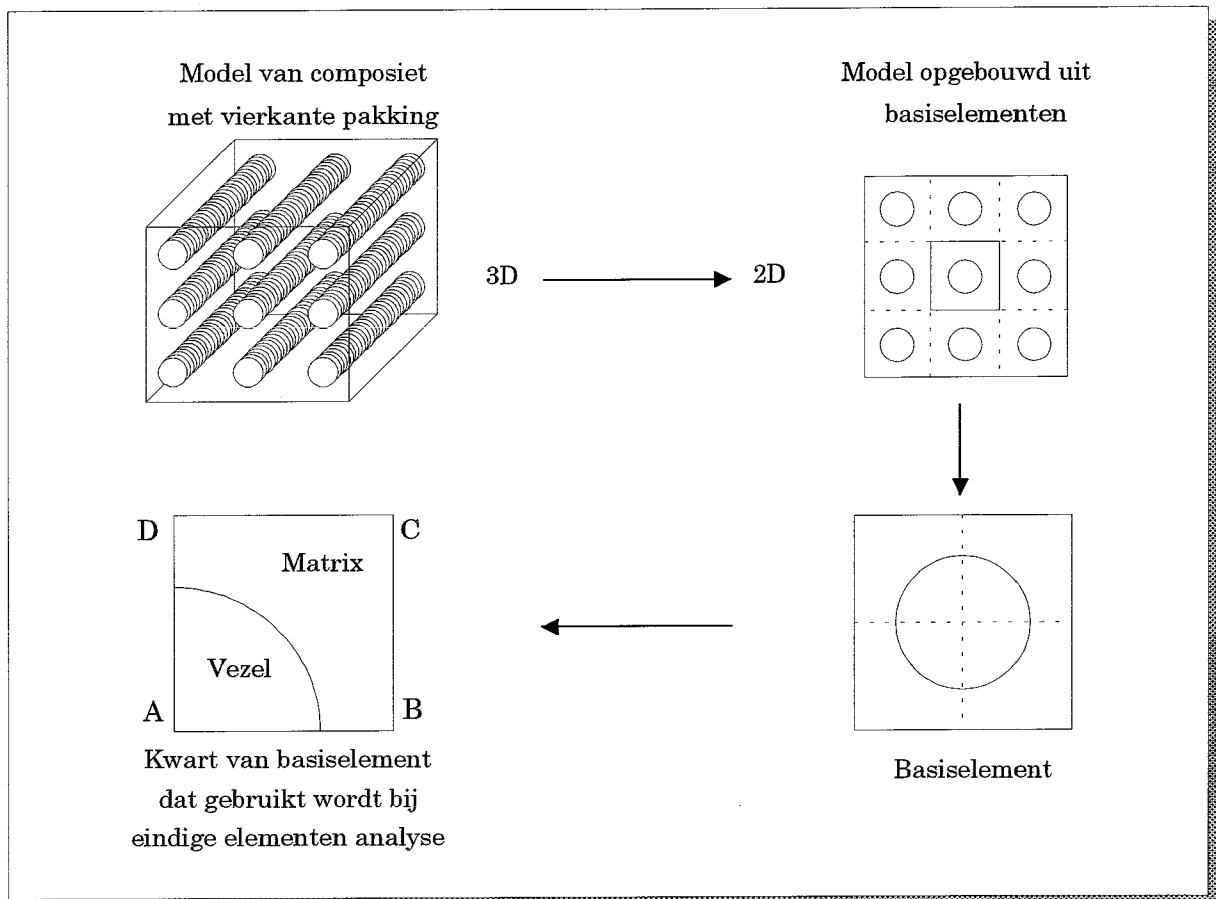 Model van composiet
met vierkante pakking
Model opgebouwd uit
basiselementen
3D
2D
D
C
Matrix
Vezel
A
B
Kwart van basiselement
dat gebruikt wordt bij
eindige elementen analyse
Basiselement